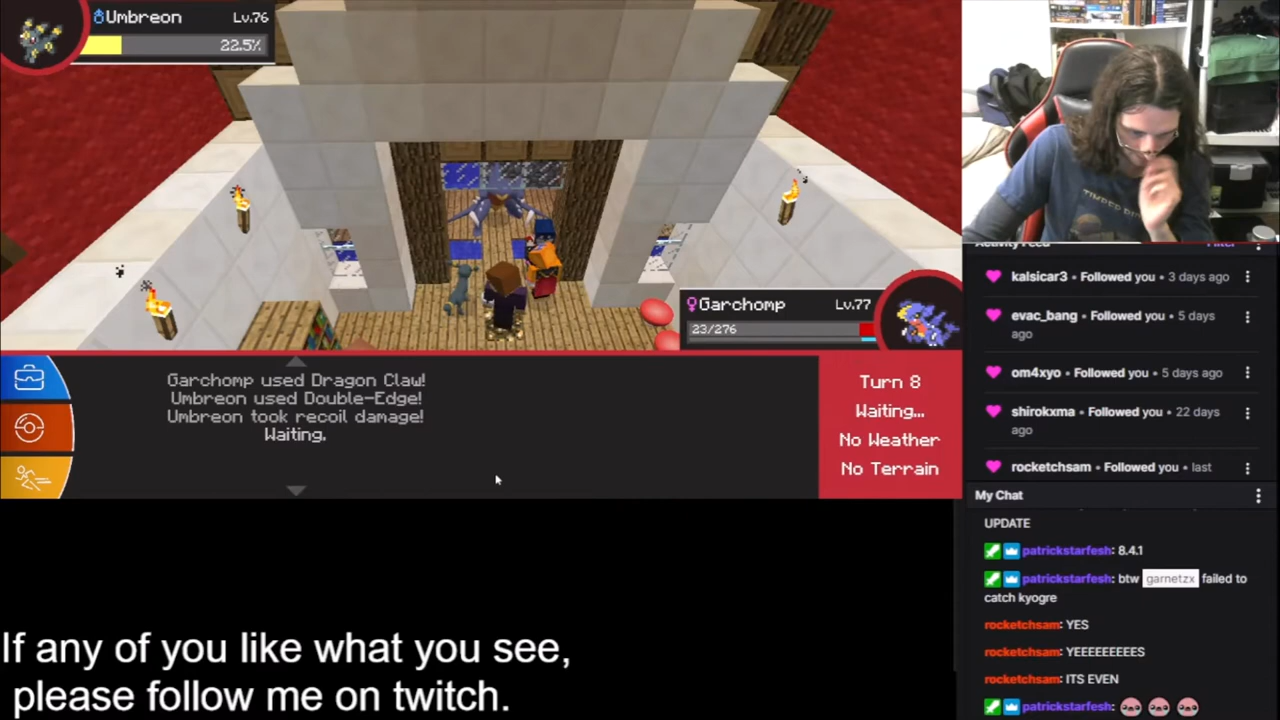 Umbreon Lv.76
22.5%
Garchomp Lv.77
23/276
Garchomp used Dragon Claw!
Umbreon used Double-Edge!
Umbreon took recoil damage!
Waiting.
Turn 8
Waiting...
No Weather
No Terrain
If any of you like what you see,
please follow me on twitch.
Activity Feed Filter
kalsicar3 • Followed you • 3 days ago
evac_bang • Followed you • 5 days
ago
om4xyo • Followed you • 5 days ago
shirokxma • Followed you • 22 days
ago
rocketchsam • Followed you • last
My Chat
UPDATE
patrickstarfesh: 8.4.1
patrickstarfesh: btw garnetzx failed to
catch kyogre
rocketchsam: YES
rocketchsam: YEEEEEEEEES
rocketchsam: ITS EVEN
patrickstarfesh: